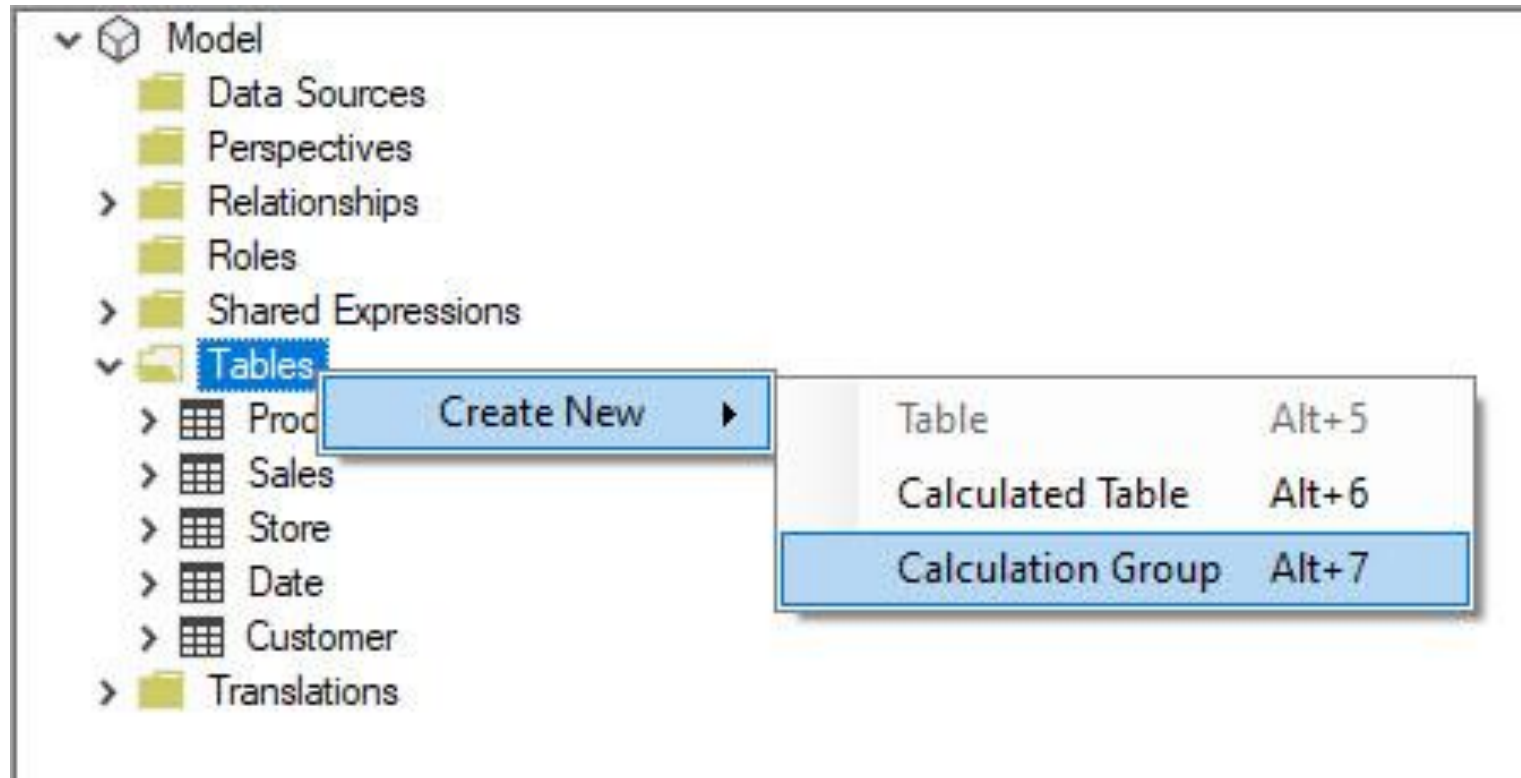 Model
Data Sources
Perspectives
Relationships
Roles
Shared Expressions
Tables
Create New
Table Alt+5
Calculated Table Alt+6
Calculation Group Alt+7
Prod
Sales
Store
Date
Customer
Translations